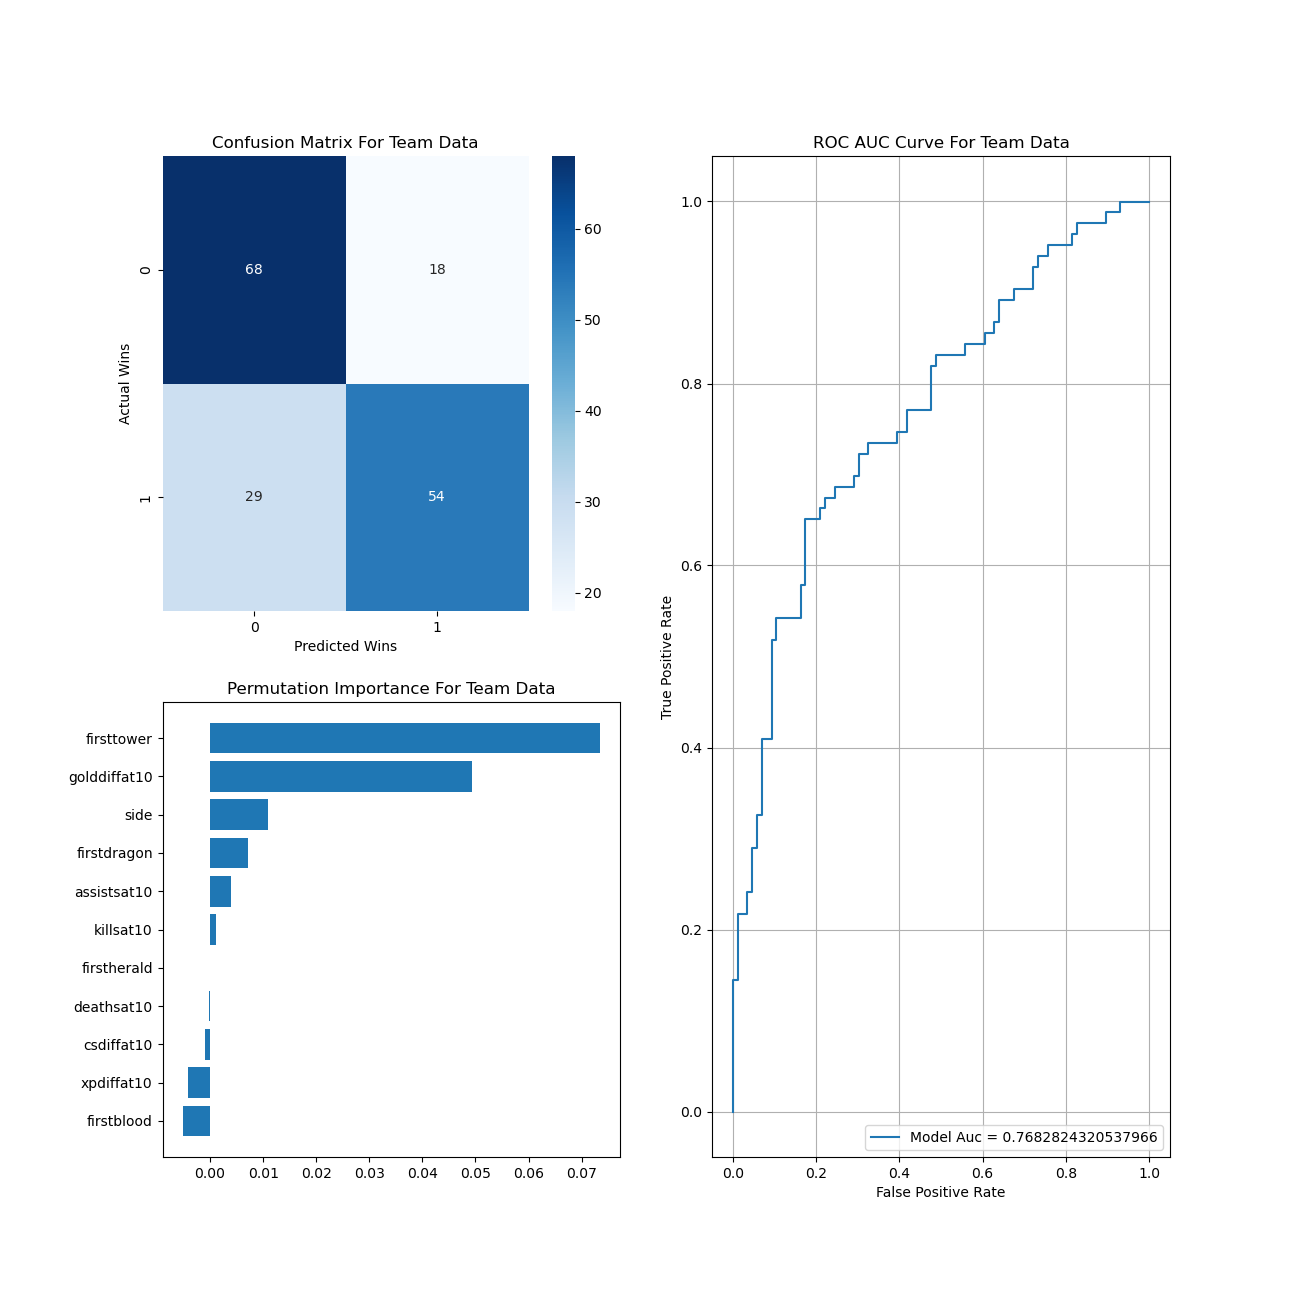 Confusion Matrix For Team Data
Actual Wins
0
1
68
18
29
54
0
1
Predicted Wins
60
50
40
30
20
Permutation Importance For Team Data
firsttower
golddiffat10
side
firstdragon
assistsat10
killsat10
firstherald
deathsat10
csdiffat10
xpdiffat10
firstblood
0.00 0.01 0.02 0.03 0.04 0.05 0.06 0.07
ROC AUC Curve For Team Data
True Positive Rate
1.0
0.8
0.6
0.4
0.2
0.0
Model Auc = 0.7682824320537966
0.0 0.2 0.4 0.6 0.8 1.0
False Positive Rate